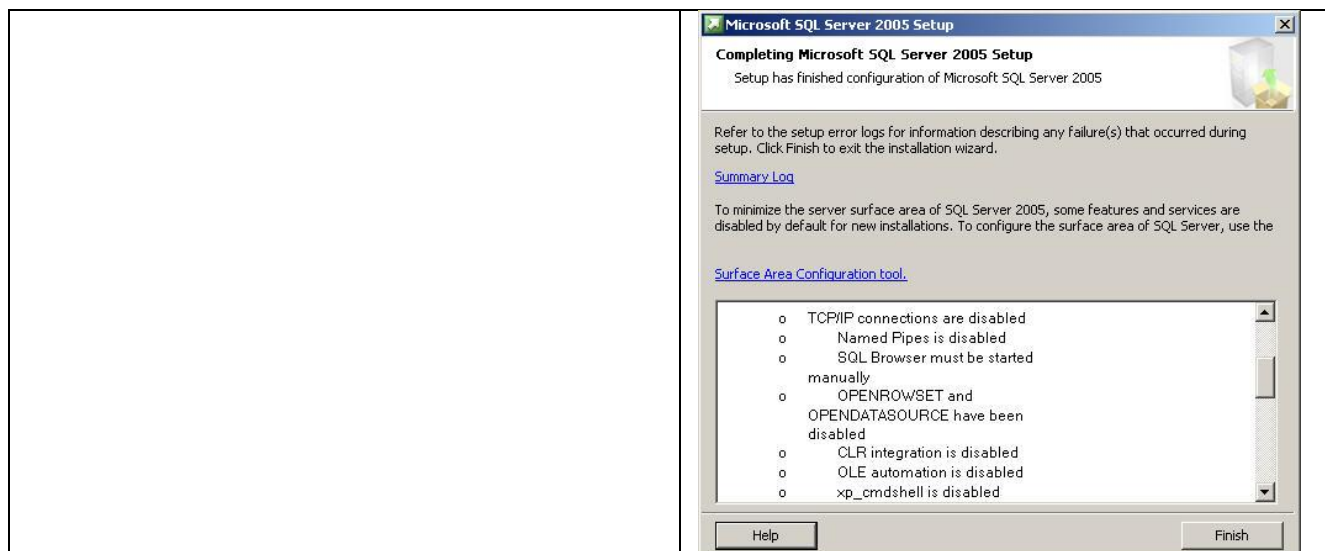 Microsoft SQL Server 2005 Setup
Completing Microsoft SQL Server 2005 Setup
Setup has finished configuration of Microsoft SQL Server 2005
Refer to the setup error logs for information describing any failure(s) that occurred during
setup. Click Finish to exit the installation wizard.
Summary Log
To minimize the server surface area of SQL Server 2005, some features and services are
disabled by default for new installations. To configure the surface area of SQL Server, use the
Surface Area Configuration tool.
o TCP/IP connections are disabled
o Named Pipes is disabled
o SQL Browser must be started
manually
o OPENROWSET and
OPENDATASOURCE have been
disabled
o CLR integration is disabled
o OLE automation is disabled
o xp_cmdshell is disabled
Help Finish